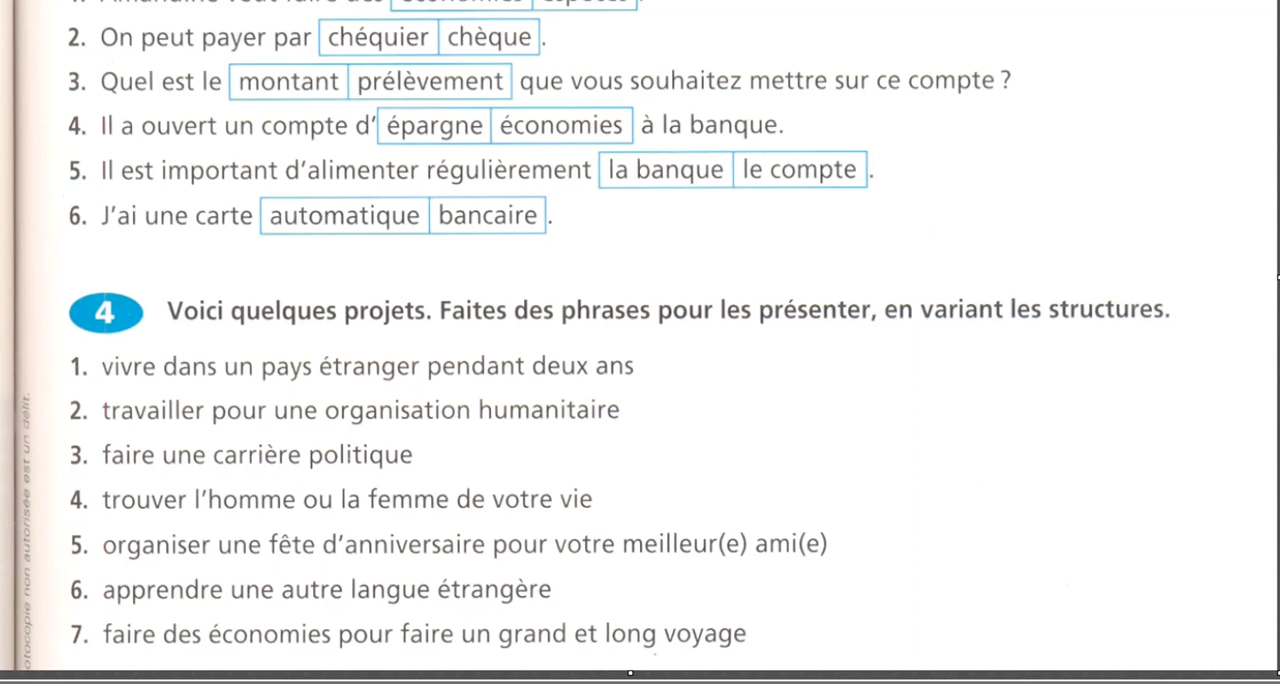 2. On peut payer par chéquier chèque.
3. Quel est le montant prélèvement que vous souhaitez mettre sur ce compte ?
4. Il a ouvert un compte d'épargne économies à la banque.
5. Il est important d'alimenter régulièrement la banque le compte.
6. J'ai une carte automatique bancaire.
4 Voici quelques projets. Faites des phrases pour les présenter, en variant les structures.
1. vivre dans un pays étranger pendant deux ans
2. travailler pour une organisation humanitaire
3. faire une carrière politique
4. trouver l'homme ou la femme de votre vie
5. organiser une fête d'anniversaire pour votre meilleur(e) ami(e)
6. apprendre une autre langue étrangère
7. faire des économies pour faire un grand et long voyage
otocopie non autorisée est un délit.